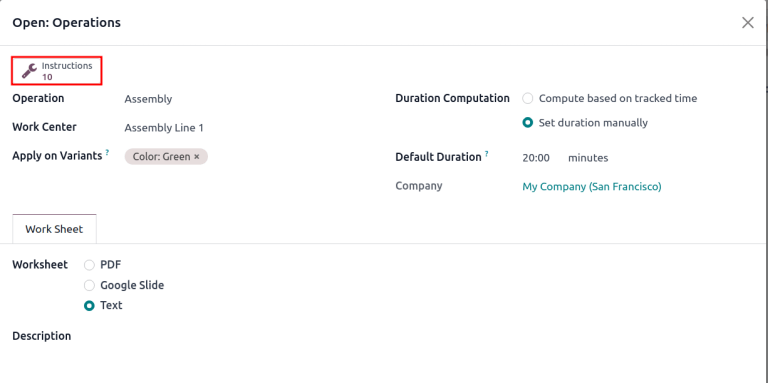 Open: Operations
Instructions
10
Operation Assembly
Work Center Assembly Line 1
Apply on Variants ? Color: Green ×
Duration Computation Compute based on tracked time
Set duration manually
Default Duration ? 20:00 minutes
Company My Company (San Francisco)
Work Sheet
Worksheet PDF
Google Slide
Text
Description